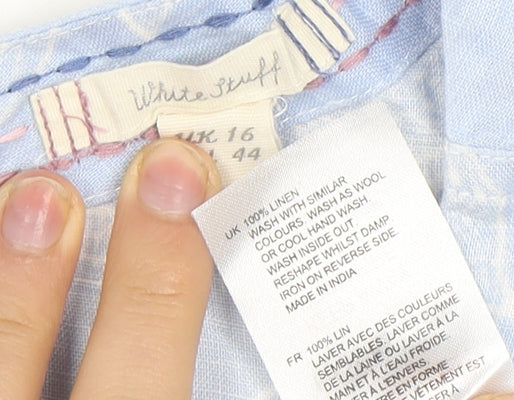 White Stuff
UK 16
44
UK 100% LINEN
WASH WITH SIMILAR
COLOURS. WASH AS WOOL
OR COOL HAND WASH.
WASH INSIDE OUT
RESHAPE WHILST DAMP
IRON ON REVERSE SIDE.
MADE IN INDIA
FR 100% LIN
LAVER AVEC DES COULEURS
SEMBLABLES. LAVER COMME
DE LA LAINE OU LAVER À LA
MAIN ET À L'EAU FROIDE.
LAVER À L'ENVERS.
VÊTEMENT EST